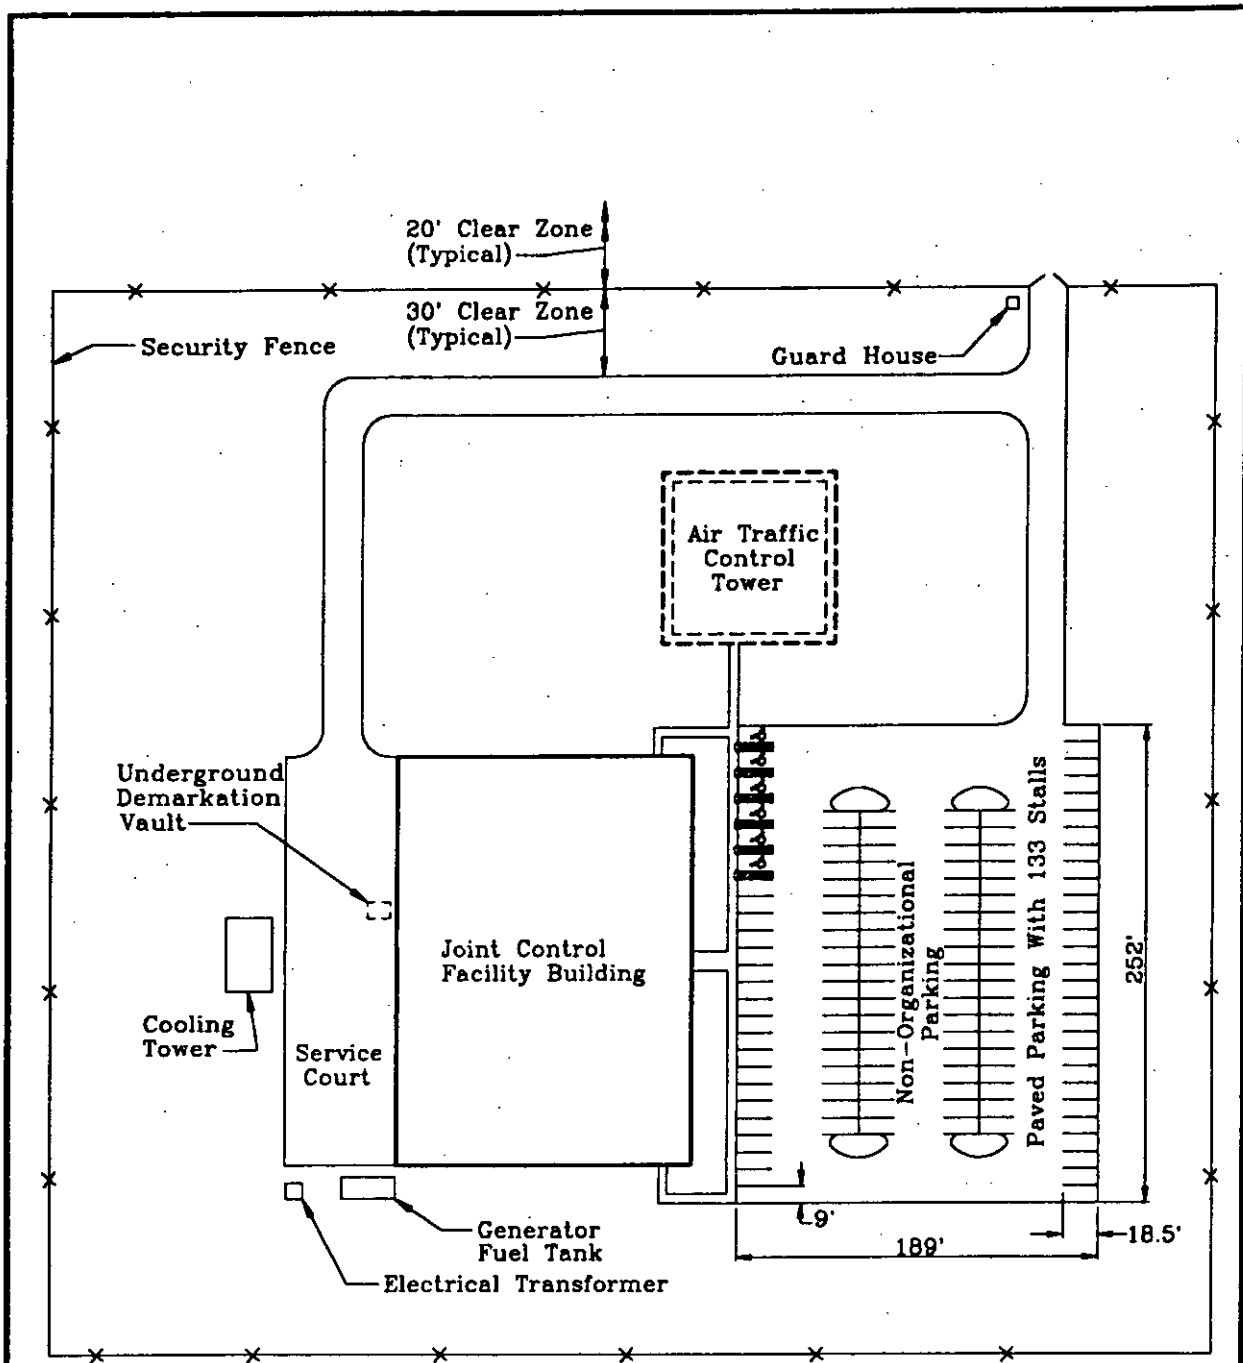 20' Clear Zone
(Typical)
30' Clear Zone
(Typical)
Security Fence
Guard House
Air Traffic
Control
Tower
Underground
Demarkation
Vault
Joint Control
Facility Building
Cooling
Tower
Service
Court
Non-Organizational
Parking
Paved Parking With 133 Stalls
252'
9'
18.5'
189'
Generator
Fuel Tank
Electrical Transformer